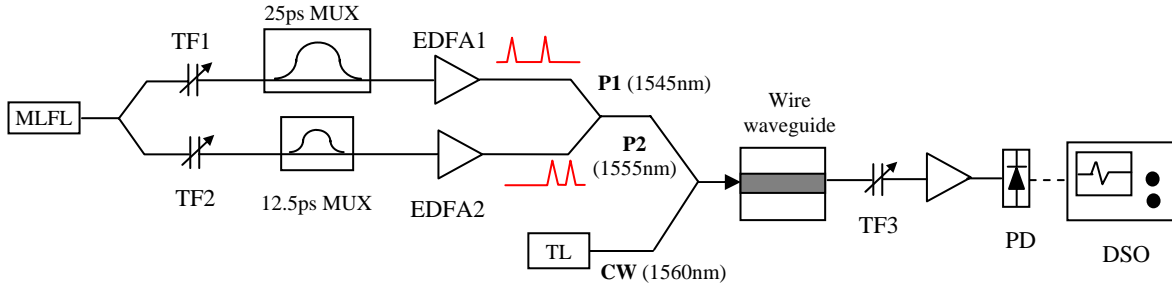 25ps MUX
TF1
EDFA1
P1 (1545nm)
MLFL
Wire
waveguide
P2
(1555nm)
TF2
12.5ps MUX
EDFA2
TF3
PD
DSO
TL
CW (1560nm)